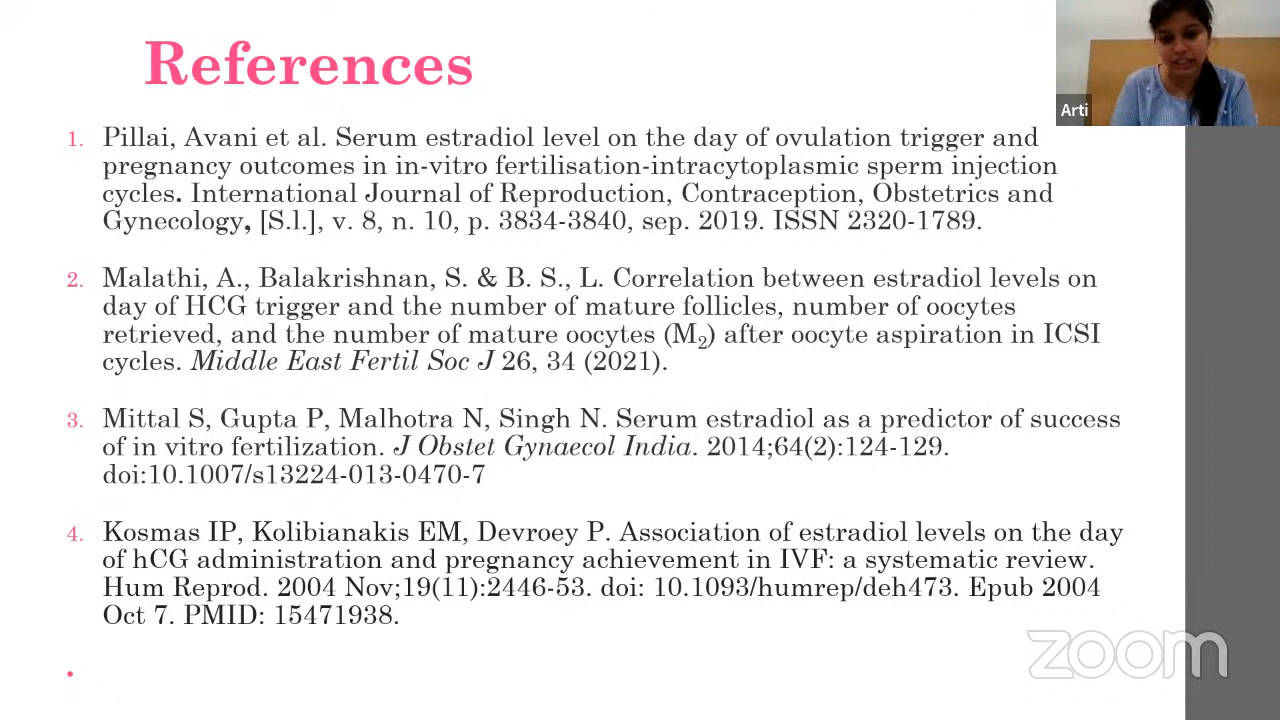 References
Arti
1. Pillai, Avani et al. Serum estradiol level on the day of ovulation trigger and
pregnancy outcomes in in-vitro fertilisation-intracytoplasmic sperm injection
cycles. International Journal of Reproduction, Contraception, Obstetrics and
Gynecology, [S.l.], v. 8, n. 10, p. 3834-3840, sep. 2019. ISSN 2320-1789.
2. Malathi, A., Balakrishnan, S. & B. S., L. Correlation between estradiol levels on
day of HCG trigger and the number of mature follicles, number of oocytes
retrieved, and the number of mature oocytes (M₂) after oocyte aspiration in ICSI
cycles. Middle East Fertil Soc J 26, 34 (2021).
3. Mittal S, Gupta P, Malhotra N, Singh N. Serum estradiol as a predictor of success
of in vitro fertilization. J Obstet Gynaecol India. 2014;64(2):124-129.
doi:10.1007/s13224-013-0470-7
4. Kosmas IP, Kolibianakis EM, Devroey P. Association of estradiol levels on the day
of hCG administration and pregnancy achievement in IVF: a systematic review.
Hum Reprod. 2004 Nov;19(11):2446-53. doi: 10.1093/humrep/deh473. Epub 2004
Oct 7. PMID: 15471938.
zoom